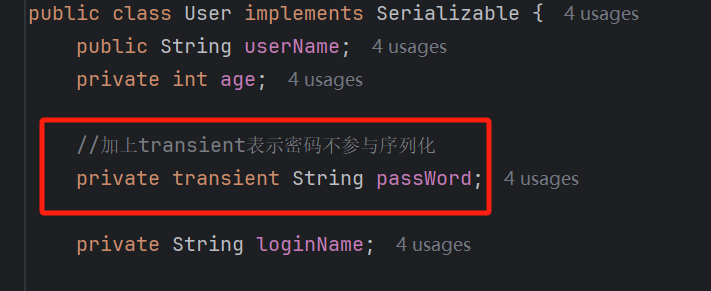 public class User implements Serializable { 4 usages
public String userName; 4 usages
private int age; 4 usages
//加上transient表示密码不参与序列化
private transient String passWord; 4 usages
private String loginName; 4 usages